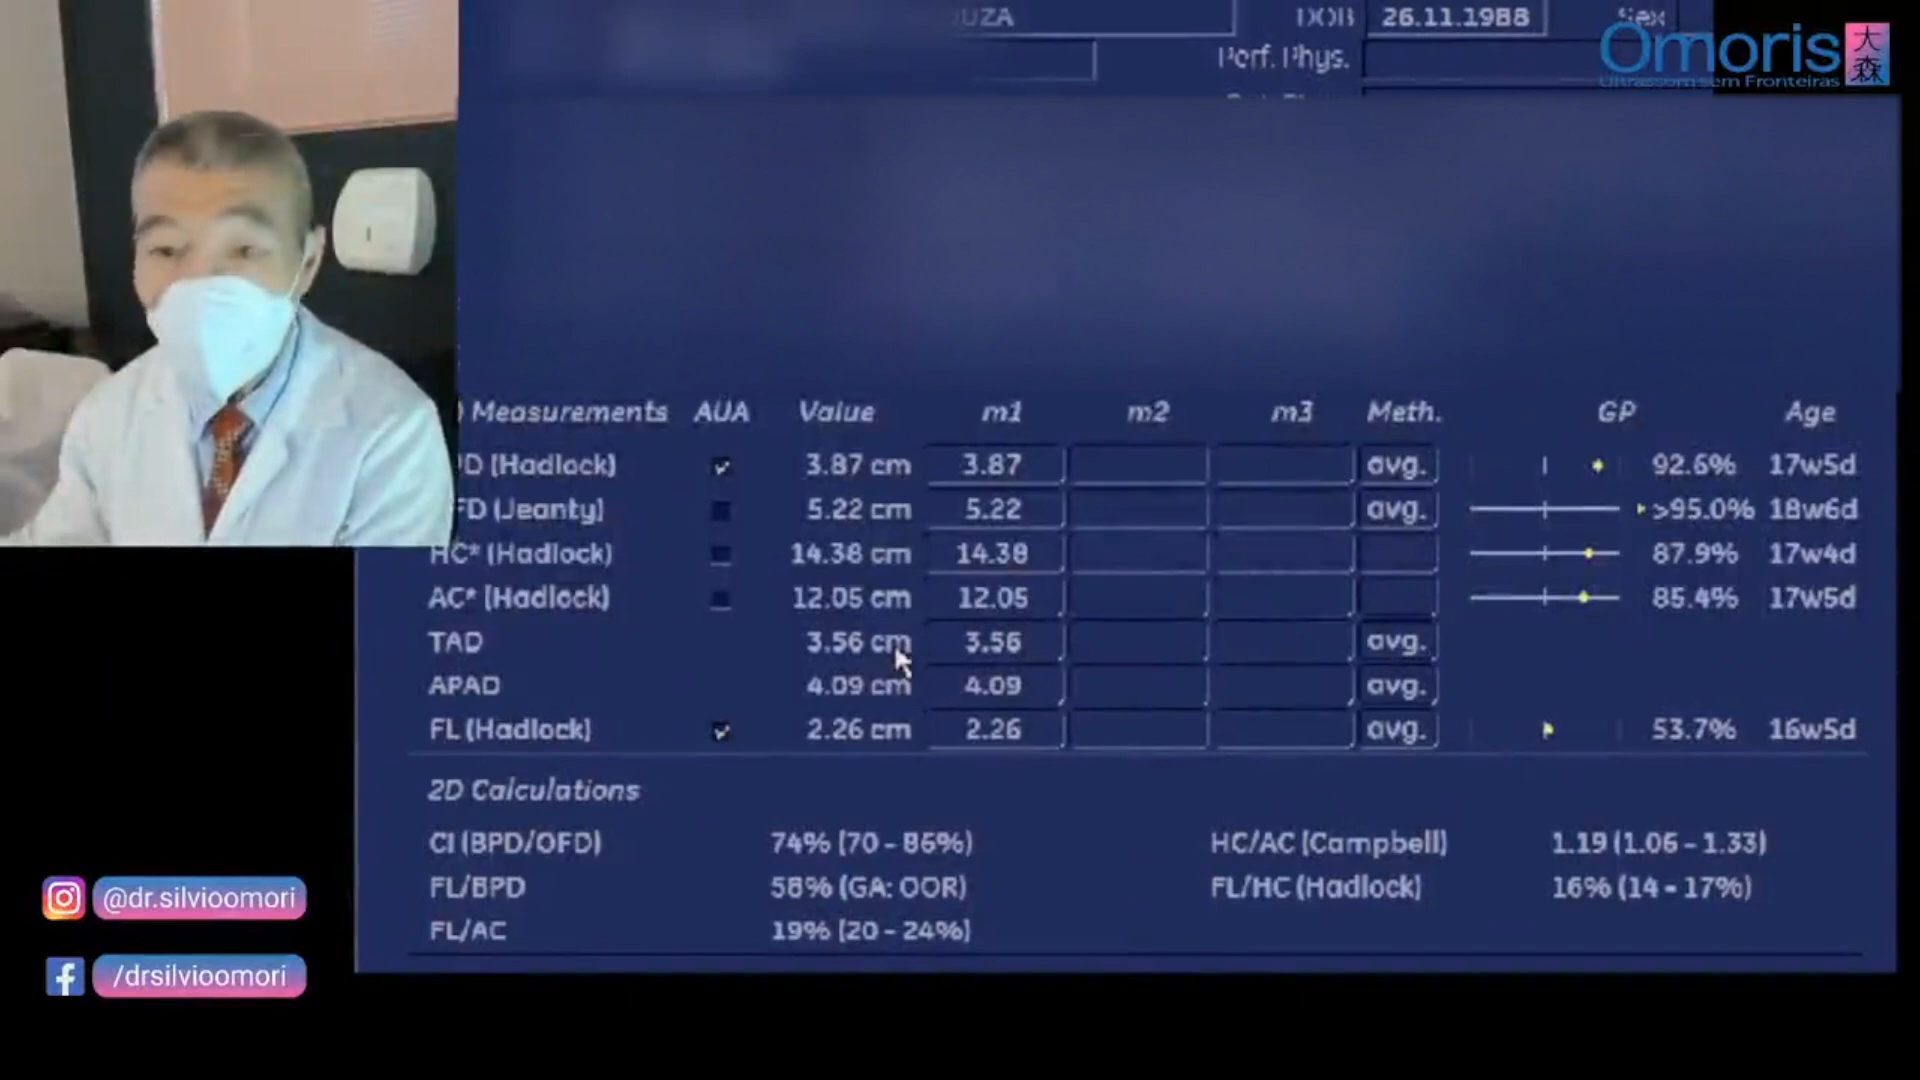 UZA DOB 26.11.1988 Sex
Perf. Phys.
Omoris 大森
Ultrassom sem Fronteiras
Measurements AUA Value m1 m2 m3 Meth. GP Age
PD (Hadlock) 3.87 cm 3.87 avg. 92.6% 17w5d
FD (Jeanty) 5.22 cm 5.22 avg. >95.0% 18w6d
HC* (Hadlock) 14.38 cm 14.38 87.9% 17w4d
AC* (Hadlock) 12.05 cm 12.05 85.4% 17w5d
TAD 3.56 cm 3.56 avg.
APAD 4.09 cm 4.09 avg.
FL (Hadlock) 2.26 cm 2.26 avg. 53.7% 16w5d
2D Calculations
CI (BPD/OFD) 74% (70 - 86%) HC/AC (Campbell) 1.19 (1.06 - 1.33)
FL/BPD 58% (GA: OOR) FL/HC (Hadlock) 16% (14 - 17%)
FL/AC 19% (20 - 24%)
@dr.silvioomori
/drsilvioomori